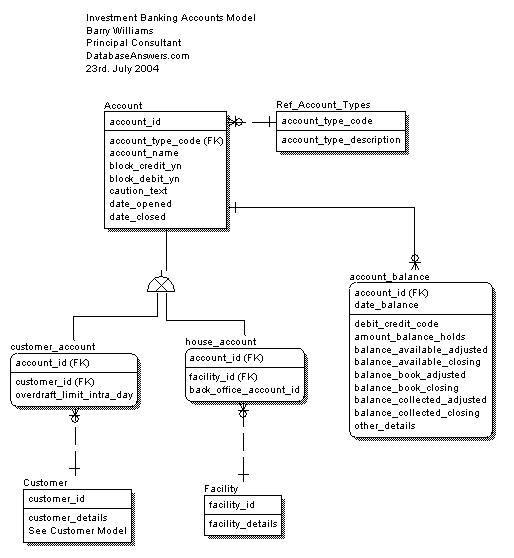 Investment Banking Accounts Model
Barry Williams
Principal Consultant
DatabaseAnswers.com
23rd. July 2004
Account
account_id
account_type_code (FK)
account_name
block_credit_yn
block_debit_yn
caution_text
date_opened
date_closed
Ref_Account_Types
account_type_code
account_type_description
account_balance
account_id (FK)
date_balance
debit_credit_code
amount_balance_holds
balance_available_adjusted
balance_available_closing
balance_book_adjusted
balance_book_closing
balance_collected_adjusted
balance_collected_closing
other_details
customer_account
account_id (FK)
customer_id (FK)
overdraft_limit_intra_day
house_account
account_id (FK)
facility_id (FK)
back_office_account_id
Customer
customer_id
customer_details
See Customer Model
Facility
facility_id
facility_details